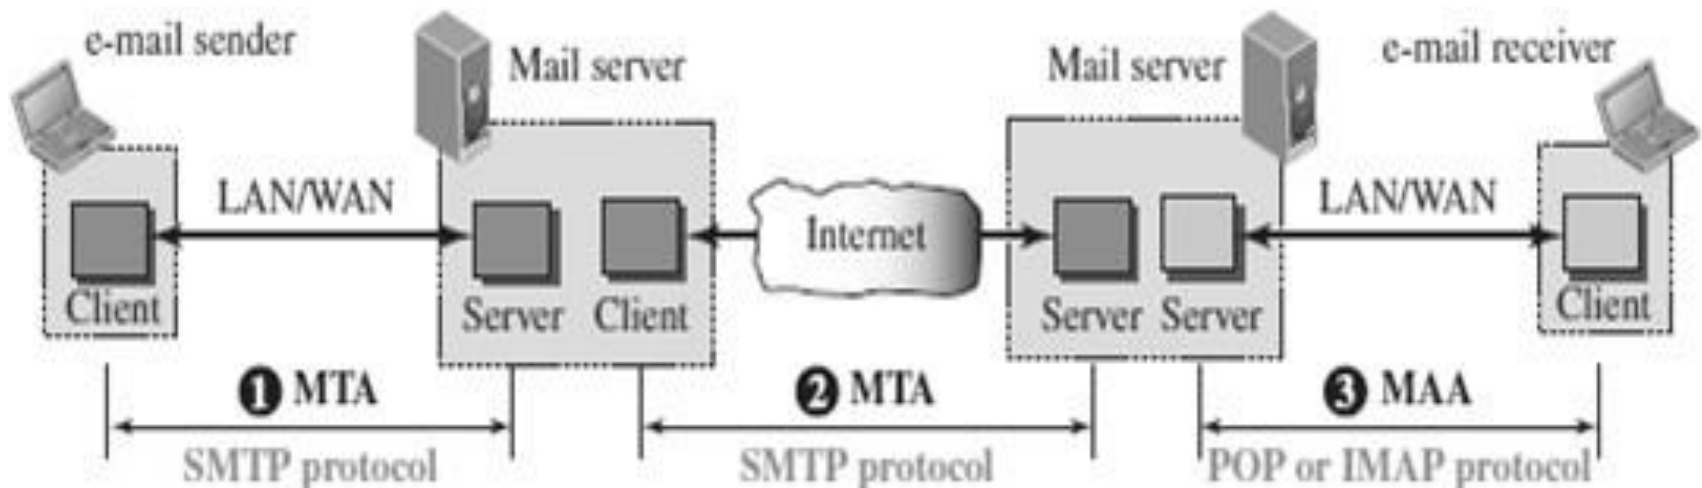 e-mail sender
Mail server
Mail server
e-mail receiver
LAN/WAN
Internet
LAN/WAN
Client
Server
Client
Server
Server
Client
1 MTA
2 MTA
3 MAA
SMTP protocol
SMTP protocol
POP or IMAP protocol